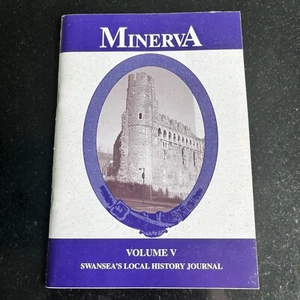 MINERVA
VOLUME V
SWANSEA'S LOCAL HISTORY JOURNAL